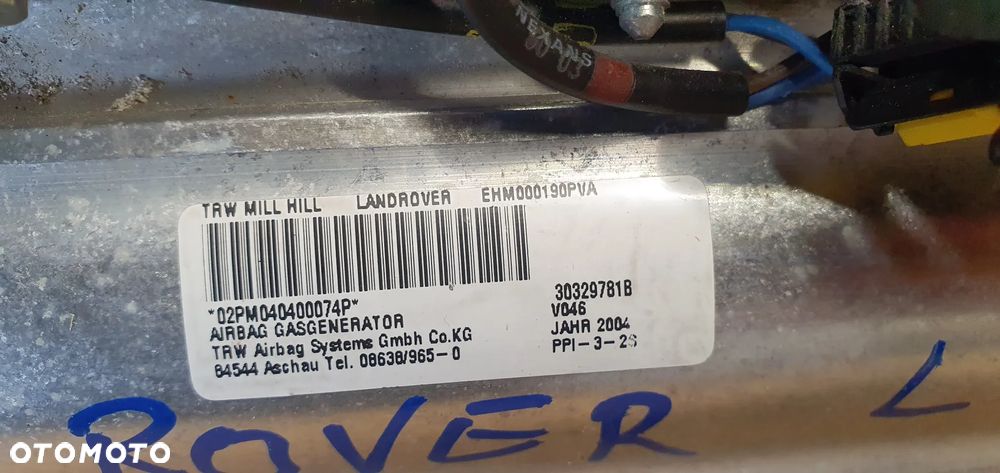 NEXANS
TRW MILL HILL LANDROVER EHM000190PVA
*02PM040400074P*
AIRBAG GASGENERATOR
TRW Airbag Systems Gmbh Co.KG
84544 Aschau Tel. 08638/965-0
30329781B
V046
JAHR 2004
PPI-3-26
ROVER L
OTOMOTO